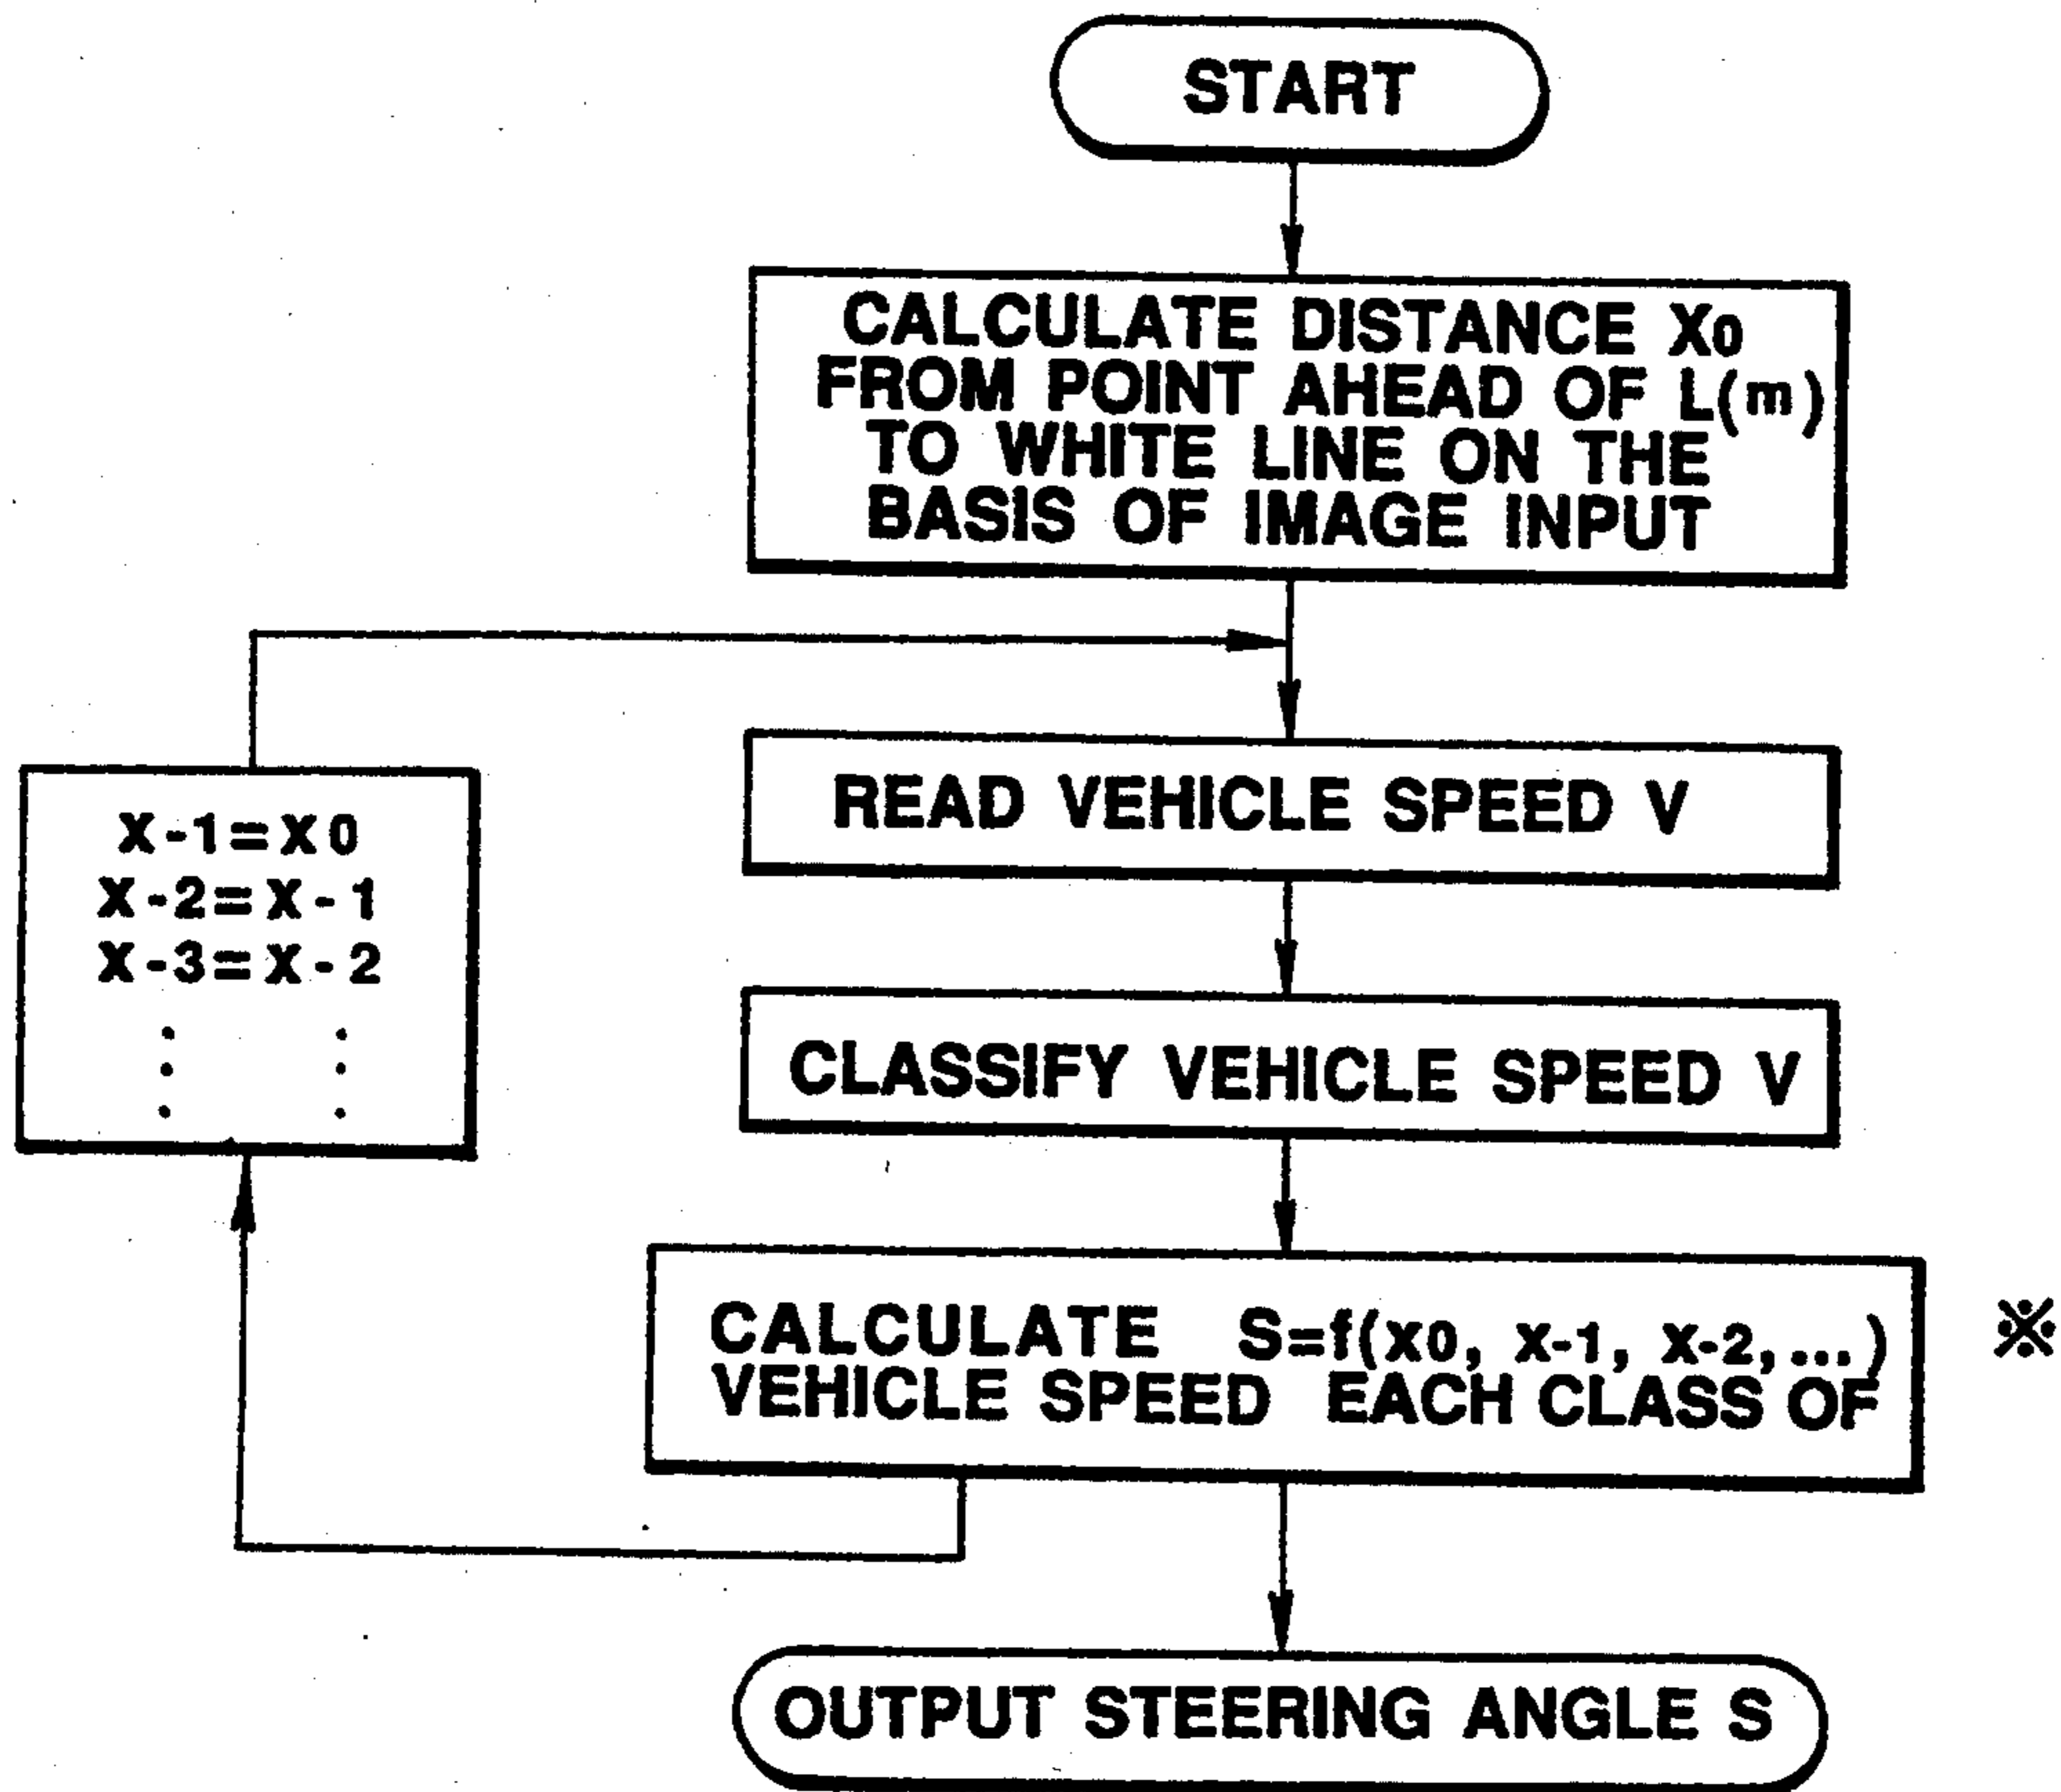 START
CALCULATE DISTANCE X0
FROM POINT AHEAD OF L(m)
TO WHITE LINE ON THE
BASIS OF IMAGE INPUT
READ VEHICLE SPEED V
X-1=X0
X-2=X-1
X-3=X-2
CLASSIFY VEHICLE SPEED V
CALCULATE S=f(X0, X-1, X-2,...) ※
VEHICLE SPEED EACH CLASS OF
OUTPUT STEERING ANGLE S